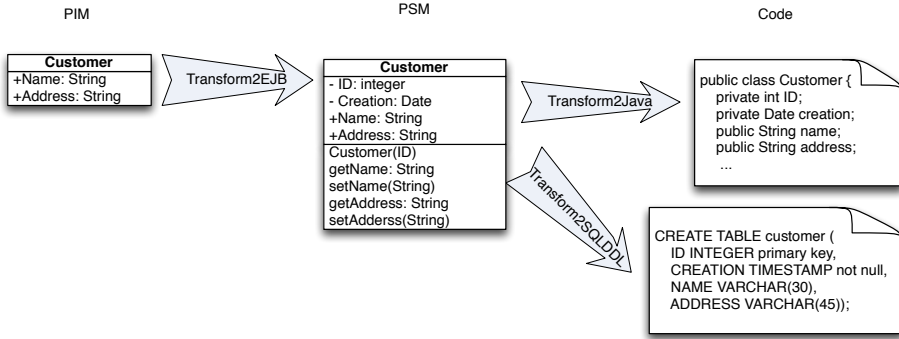 PIM
PSM
Code
Customer
+Name: String
+Address: String
Transform2EJB
Customer
- ID: integer
- Creation: Date
+Name: String
+Address: String
Customer(ID)
getName: String
setName(String)
getAddress: String
setAdderss(String)
Transform2Java
Transform2SQLDDL
public class Customer {
private int ID;
private Date creation;
public String name;
public String address;
...
CREATE TABLE customer (
ID INTEGER primary key,
CREATION TIMESTAMP not null,
NAME VARCHAR(30),
ADDRESS VARCHAR(45));